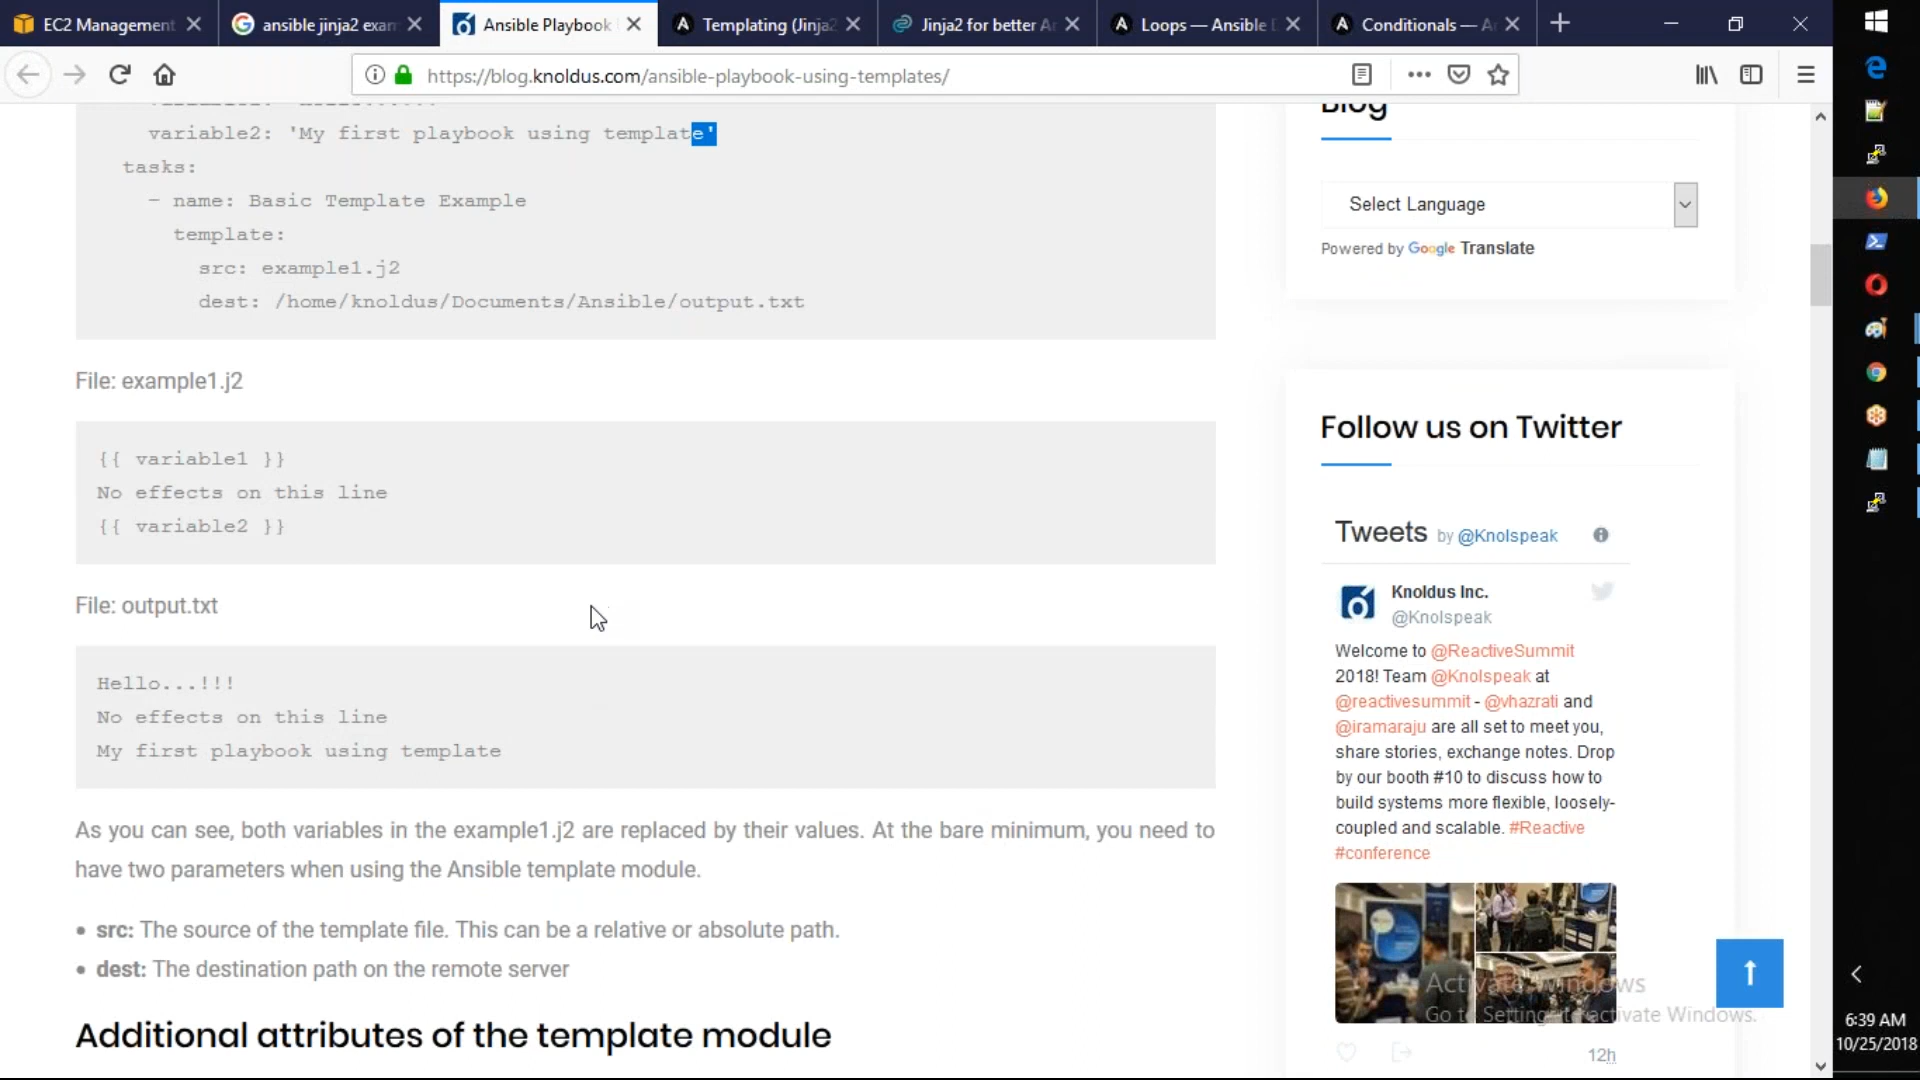 EC2 Management
ansible jinja2 exam
Ansible Playbook
Templating (Jinja2
Jinja2 for better An
Loops — Ansible D
Conditionals — A
https://blog.knoldus.com/ansible-playbook-using-templates/
variable2: 'My first playbook using template'
tasks:
- name: Basic Template Example
template:
src: example1.j2
dest: /home/knoldus/Documents/Ansible/output.txt
File: example1.j2
{{ variable1 }}
No effects on this line
{{ variable2 }}
File: output.txt
Hello...!!!
No effects on this line
My first playbook using template
As you can see, both variables in the example1.j2 are replaced by their values. At the bare minimum, you need to
have two parameters when using the Ansible template module.
• src: The source of the template file. This can be a relative or absolute path.
• dest: The destination path on the remote server
Additional attributes of the template module
Blog
Select Language
Powered by Google Translate
Follow us on Twitter
Tweets by @Knolspeak
Knoldus Inc.
@Knolspeak
Welcome to @ReactiveSummit
2018! Team @Knolspeak at
@reactivesummit - @vhazrati and
@iramaraju are all set to meet you,
share stories, exchange notes. Drop
by our booth #10 to discuss how to
build systems more flexible, loosely-
coupled and scalable. #Reactive
#conference
12h
Activate Windows
Go to Settings to activate Windows.
6:39 AM
10/25/2018